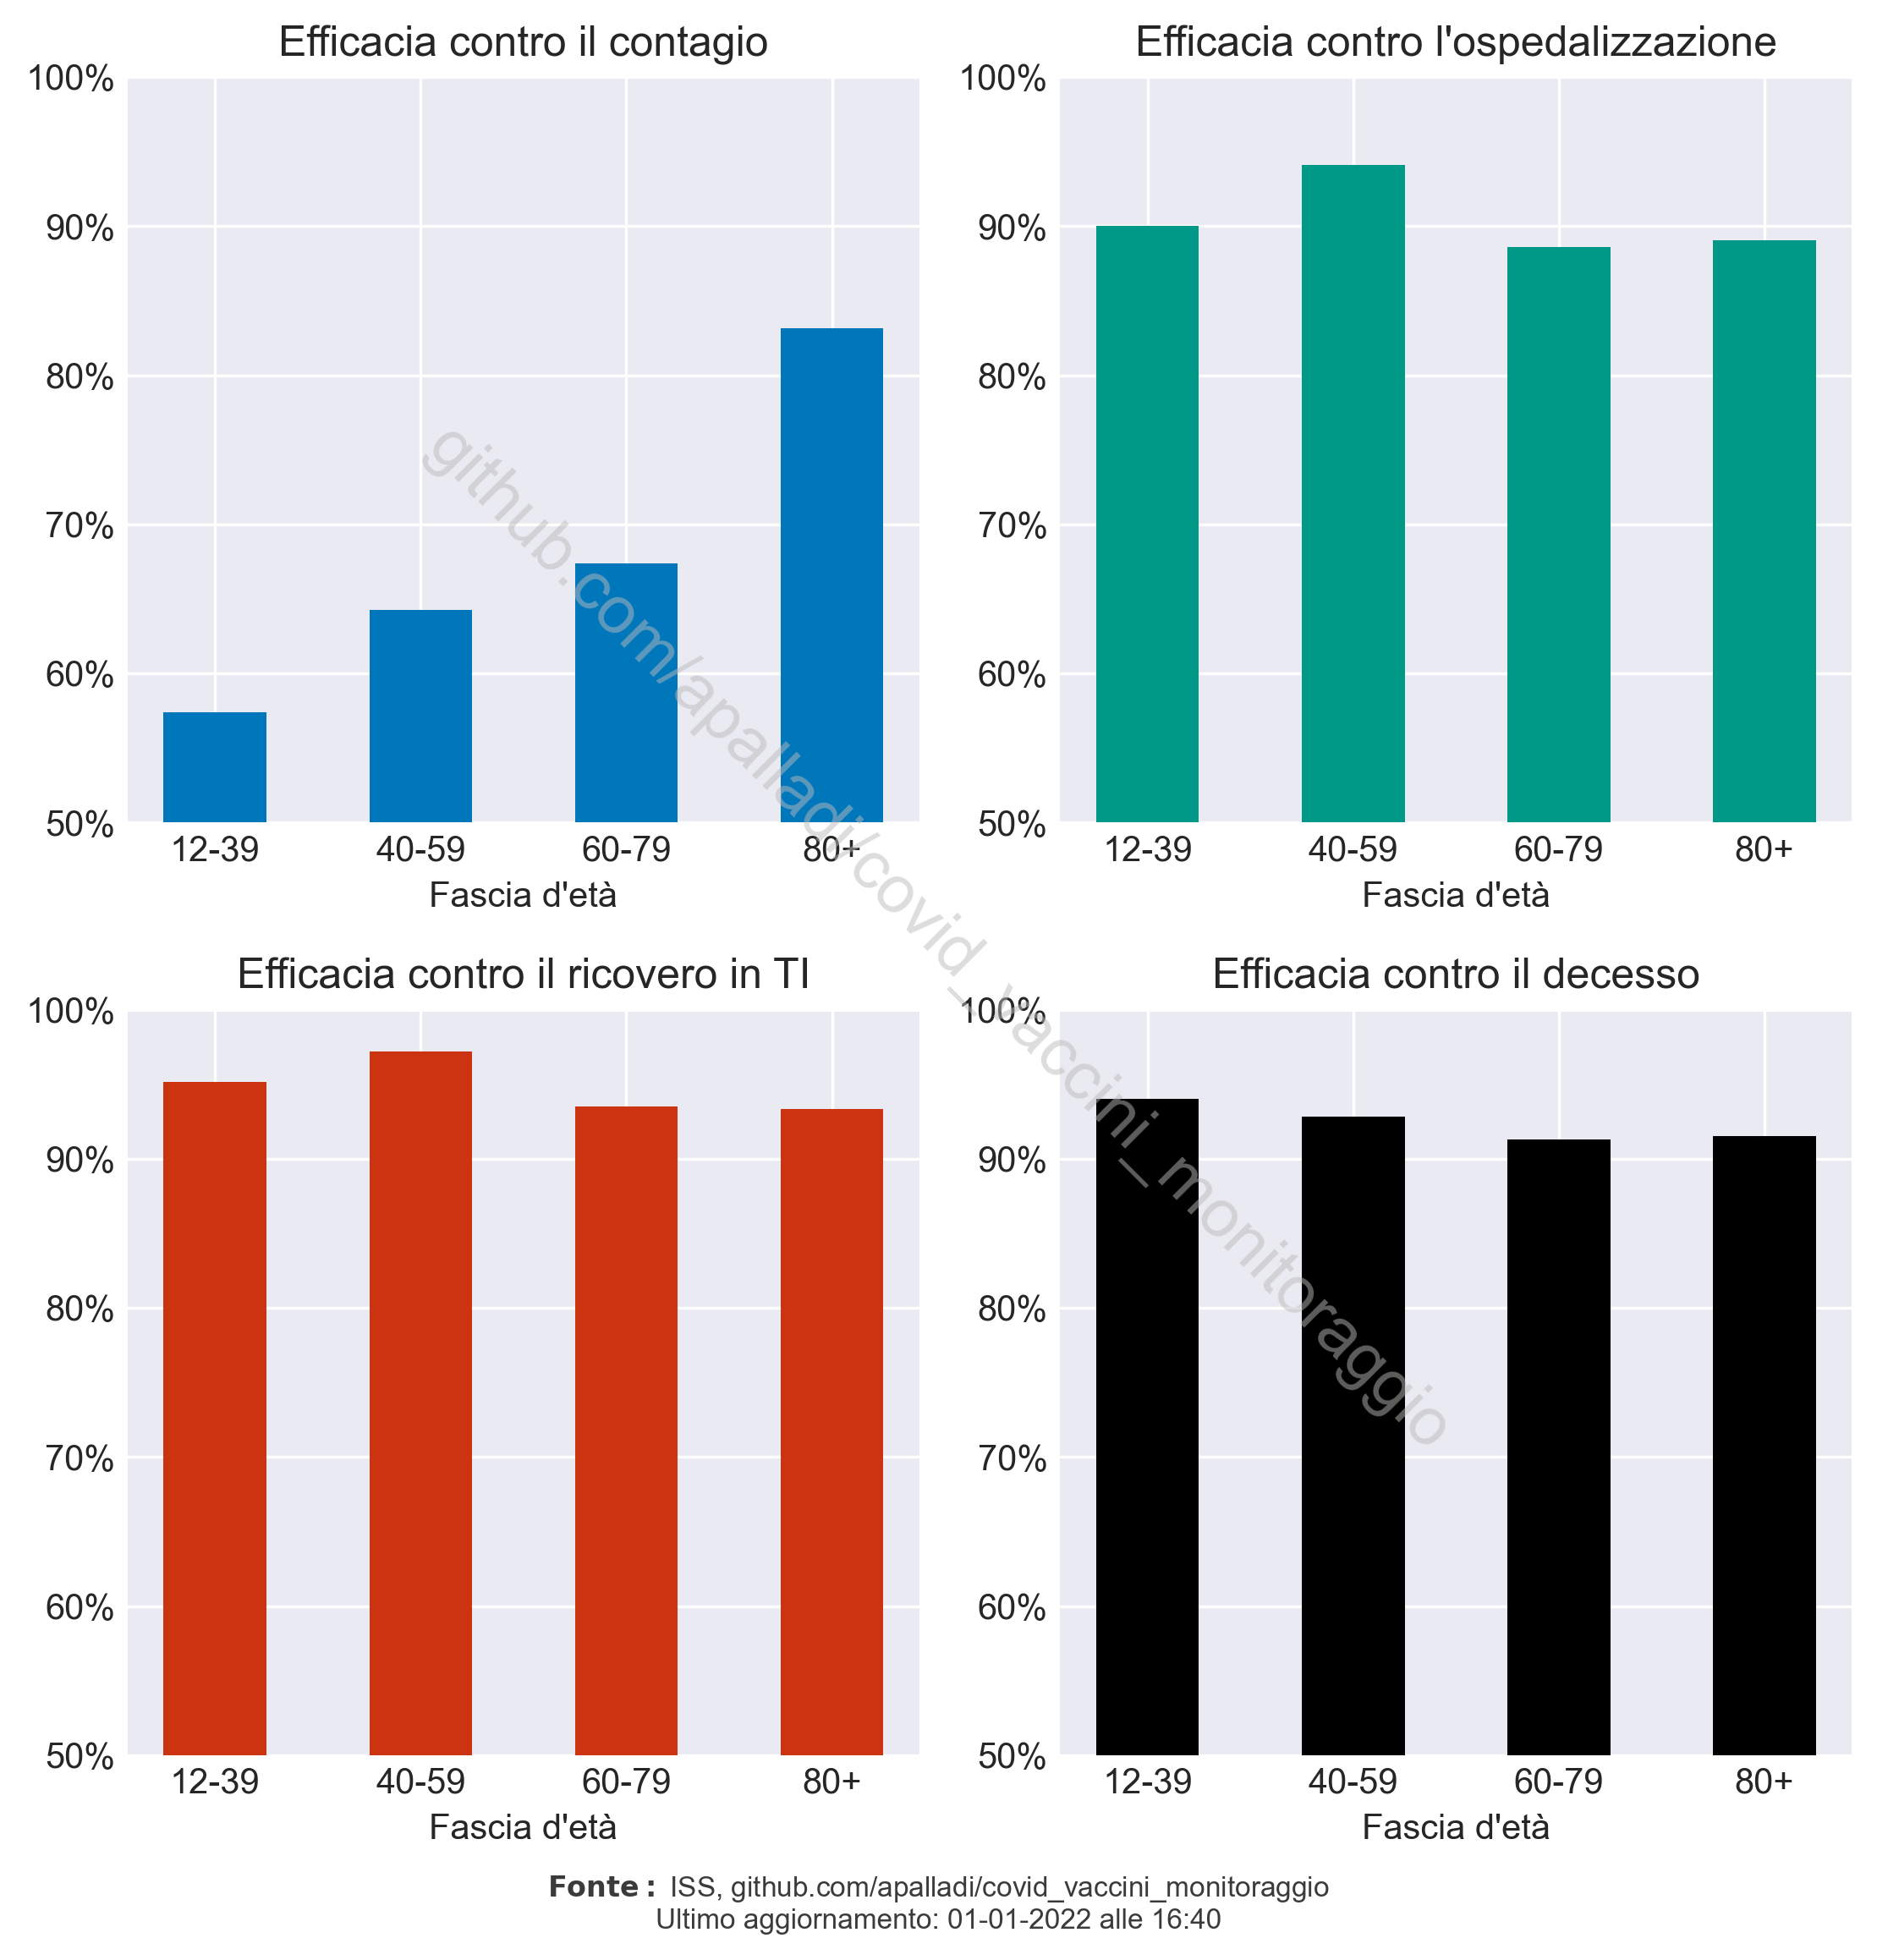 Efficacia contro il contagio
100%
90%
80%
70%
60%
50%
12-39 40-59 60-79 80+
Fascia d'età
Efficacia contro l'ospedalizzazione
100%
90%
80%
70%
60%
50%
12-39 40-59 60-79 80+
Fascia d'età
Efficacia contro il ricovero in TI
100%
90%
80%
70%
60%
50%
12-39 40-59 60-79 80+
Fascia d'età
Efficacia contro il decesso
100%
90%
80%
70%
60%
50%
12-39 40-59 60-79 80+
Fascia d'età
github.com/apalladi/covid_vaccini_monitoraggio
Fonte: ISS, github.com/apalladi/covid_vaccini_monitoraggio
Ultimo aggiornamento: 01-01-2022 alle 16:40